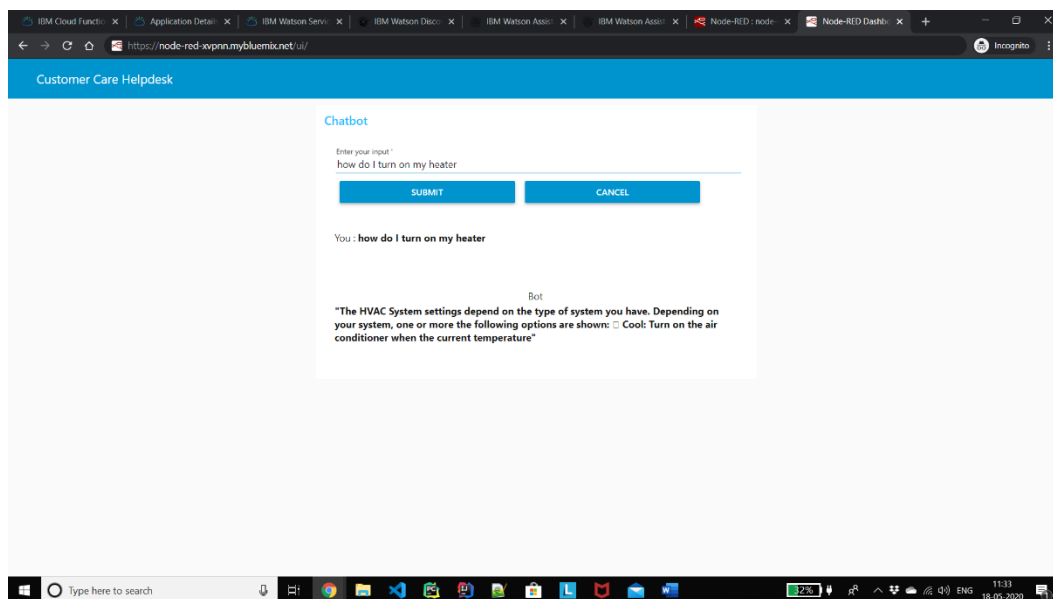 IBM Cloud Functio
Application Detail
IBM Watson Servic
IBM Watson Disco
IBM Watson Assist
IBM Watson Assist
Node-RED : node-
Node-RED Dashbo
https://node-red-xvpnn.mybluemix.net/ui/
Incognito
Customer Care Helpdesk
Chatbot
Enter your input *
how do I turn on my heater
SUBMIT CANCEL
You : how do I turn on my heater
Bot
"The HVAC System settings depend on the type of system you have. Depending on
your system, one or more the following options are shown: □ Cool: Turn on the air
conditioner when the current temperature"
Type here to search
32%
ENG
11:33
18-05-2020